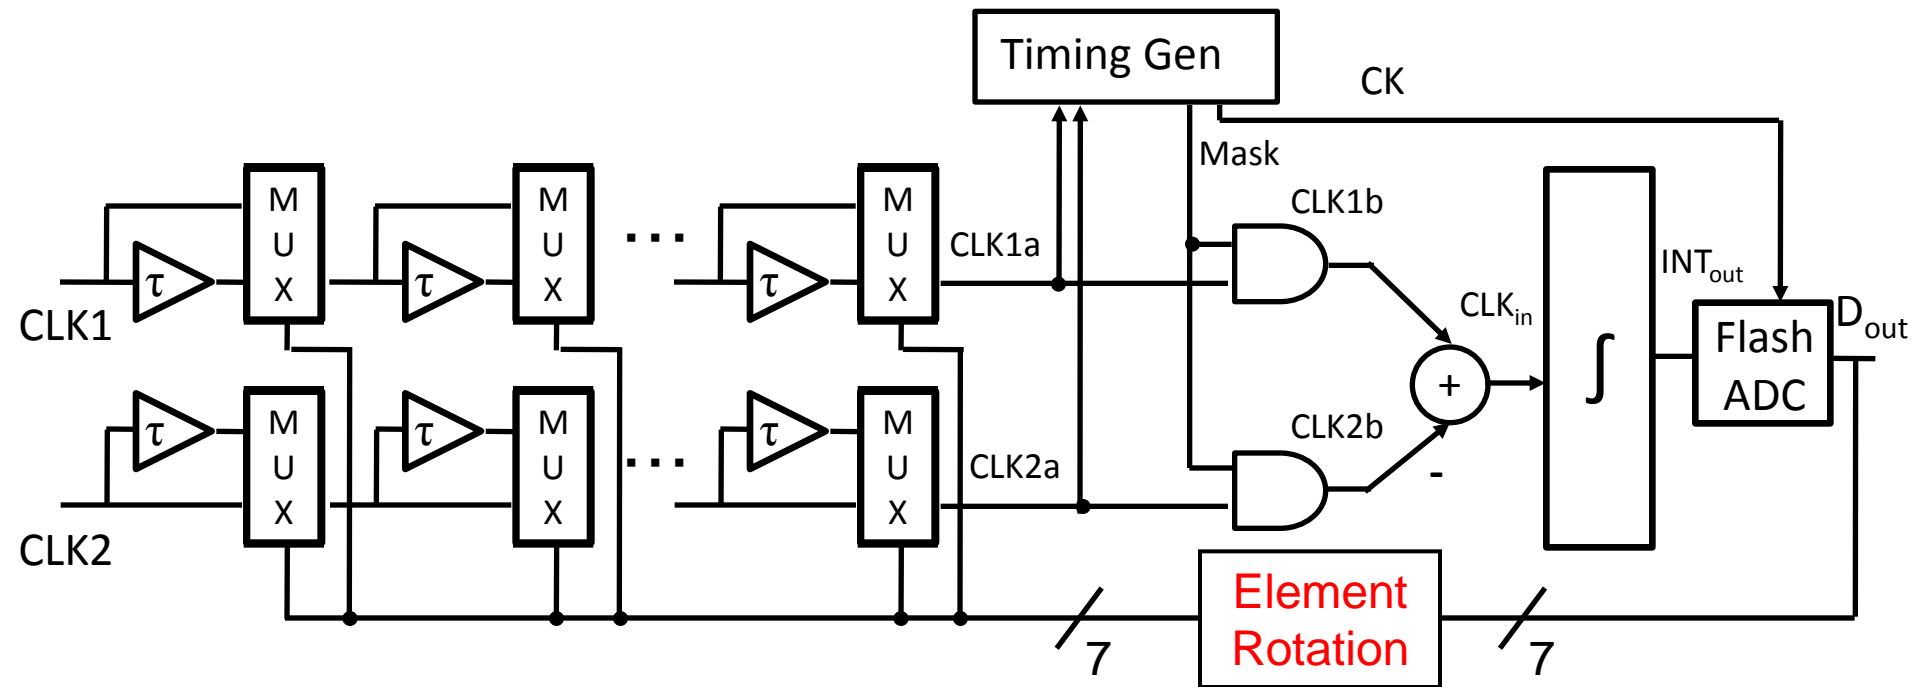 Timing Gen
CK
Mask
M
U
X
M
U
X
M
U
X
CLK1b
CLK1a
τ
τ
τ
CLK1
INTout
CLKin
Dout
Flash
ADC
∫
+
M
U
X
M
U
X
M
U
X
τ
τ
τ
CLK2b
CLK2a
-
CLK2
Element
Rotation
7
7